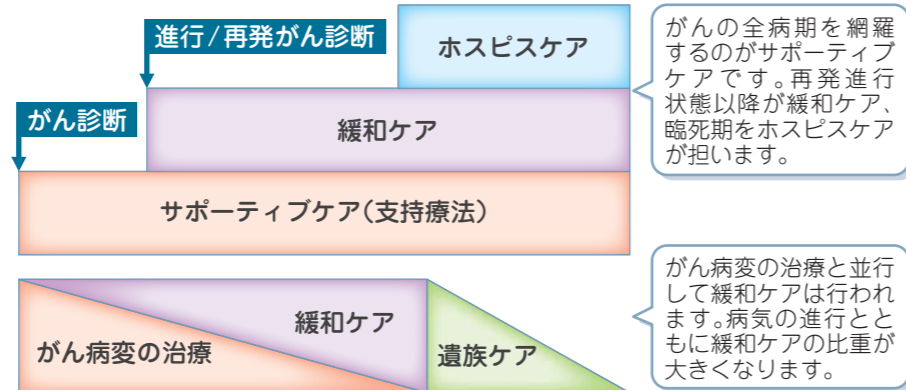 進行/再発がん診断
ホスピスケア
がん診断
緩和ケア
サポーティブケア(支持療法)
がんの全病期を網羅
するのがサポーティブ
ケアです。再発進行
状態以降が緩和ケア、
臨死期をホスピスケア
が担います。
緩和ケア
がん病変の治療
遺族ケア
がん病変の治療と並行
して緩和ケアは行われ
ます。病気の進行とと
もに緩和ケアの比重が
大きくなります。